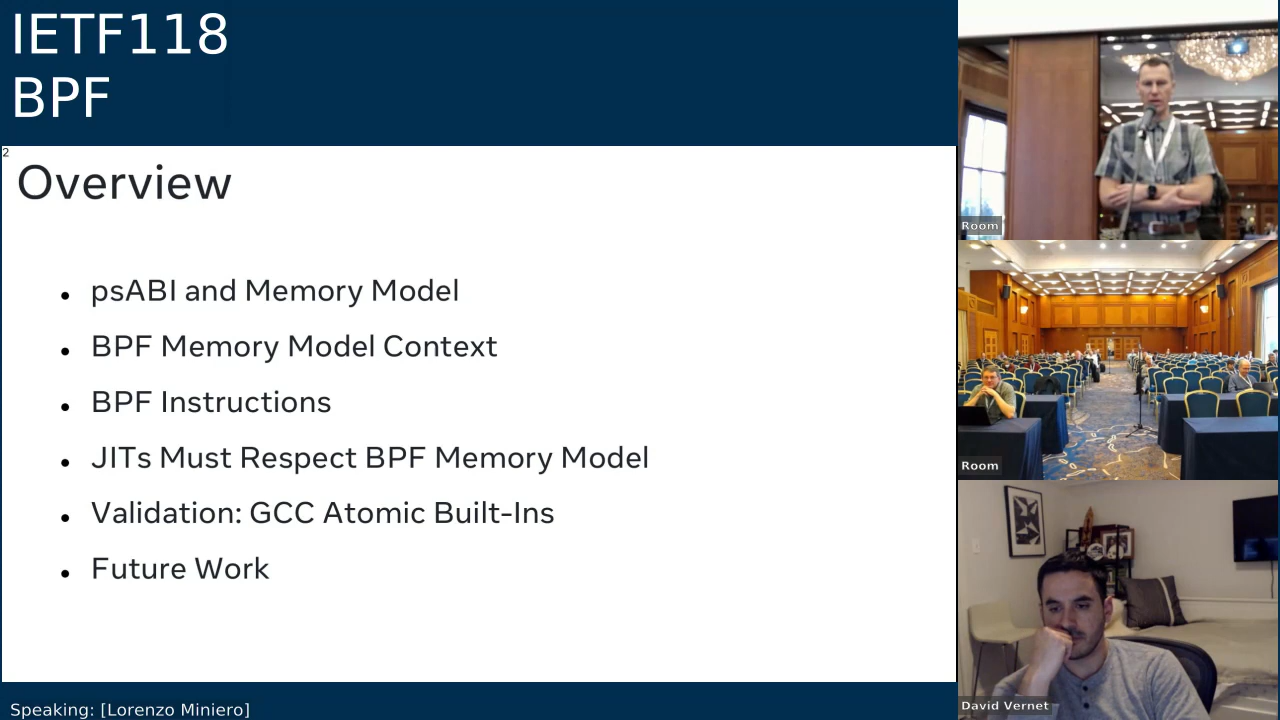 IETF118
BPF
2
Overview
psABI and Memory Model
BPF Memory Model Context
BPF Instructions
JITs Must Respect BPF Memory Model
Validation: GCC Atomic Built-Ins
Future Work
Speaking: [Lorenzo Miniero]
Room
Room
David Vernet